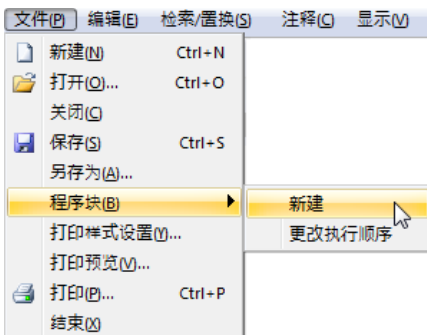 文件(F) 编辑(E) 检索/置换(S) 注释(C) 显示(V)
新建(N) Ctrl+N
打开(O)... Ctrl+O
关闭(C)
保存(S) Ctrl+S
另存为(A)...
程序块(B) 新建
打印样式设置(Y)... 更改执行顺序
打印预览(V)...
打印(P)... Ctrl+P
结束(X)